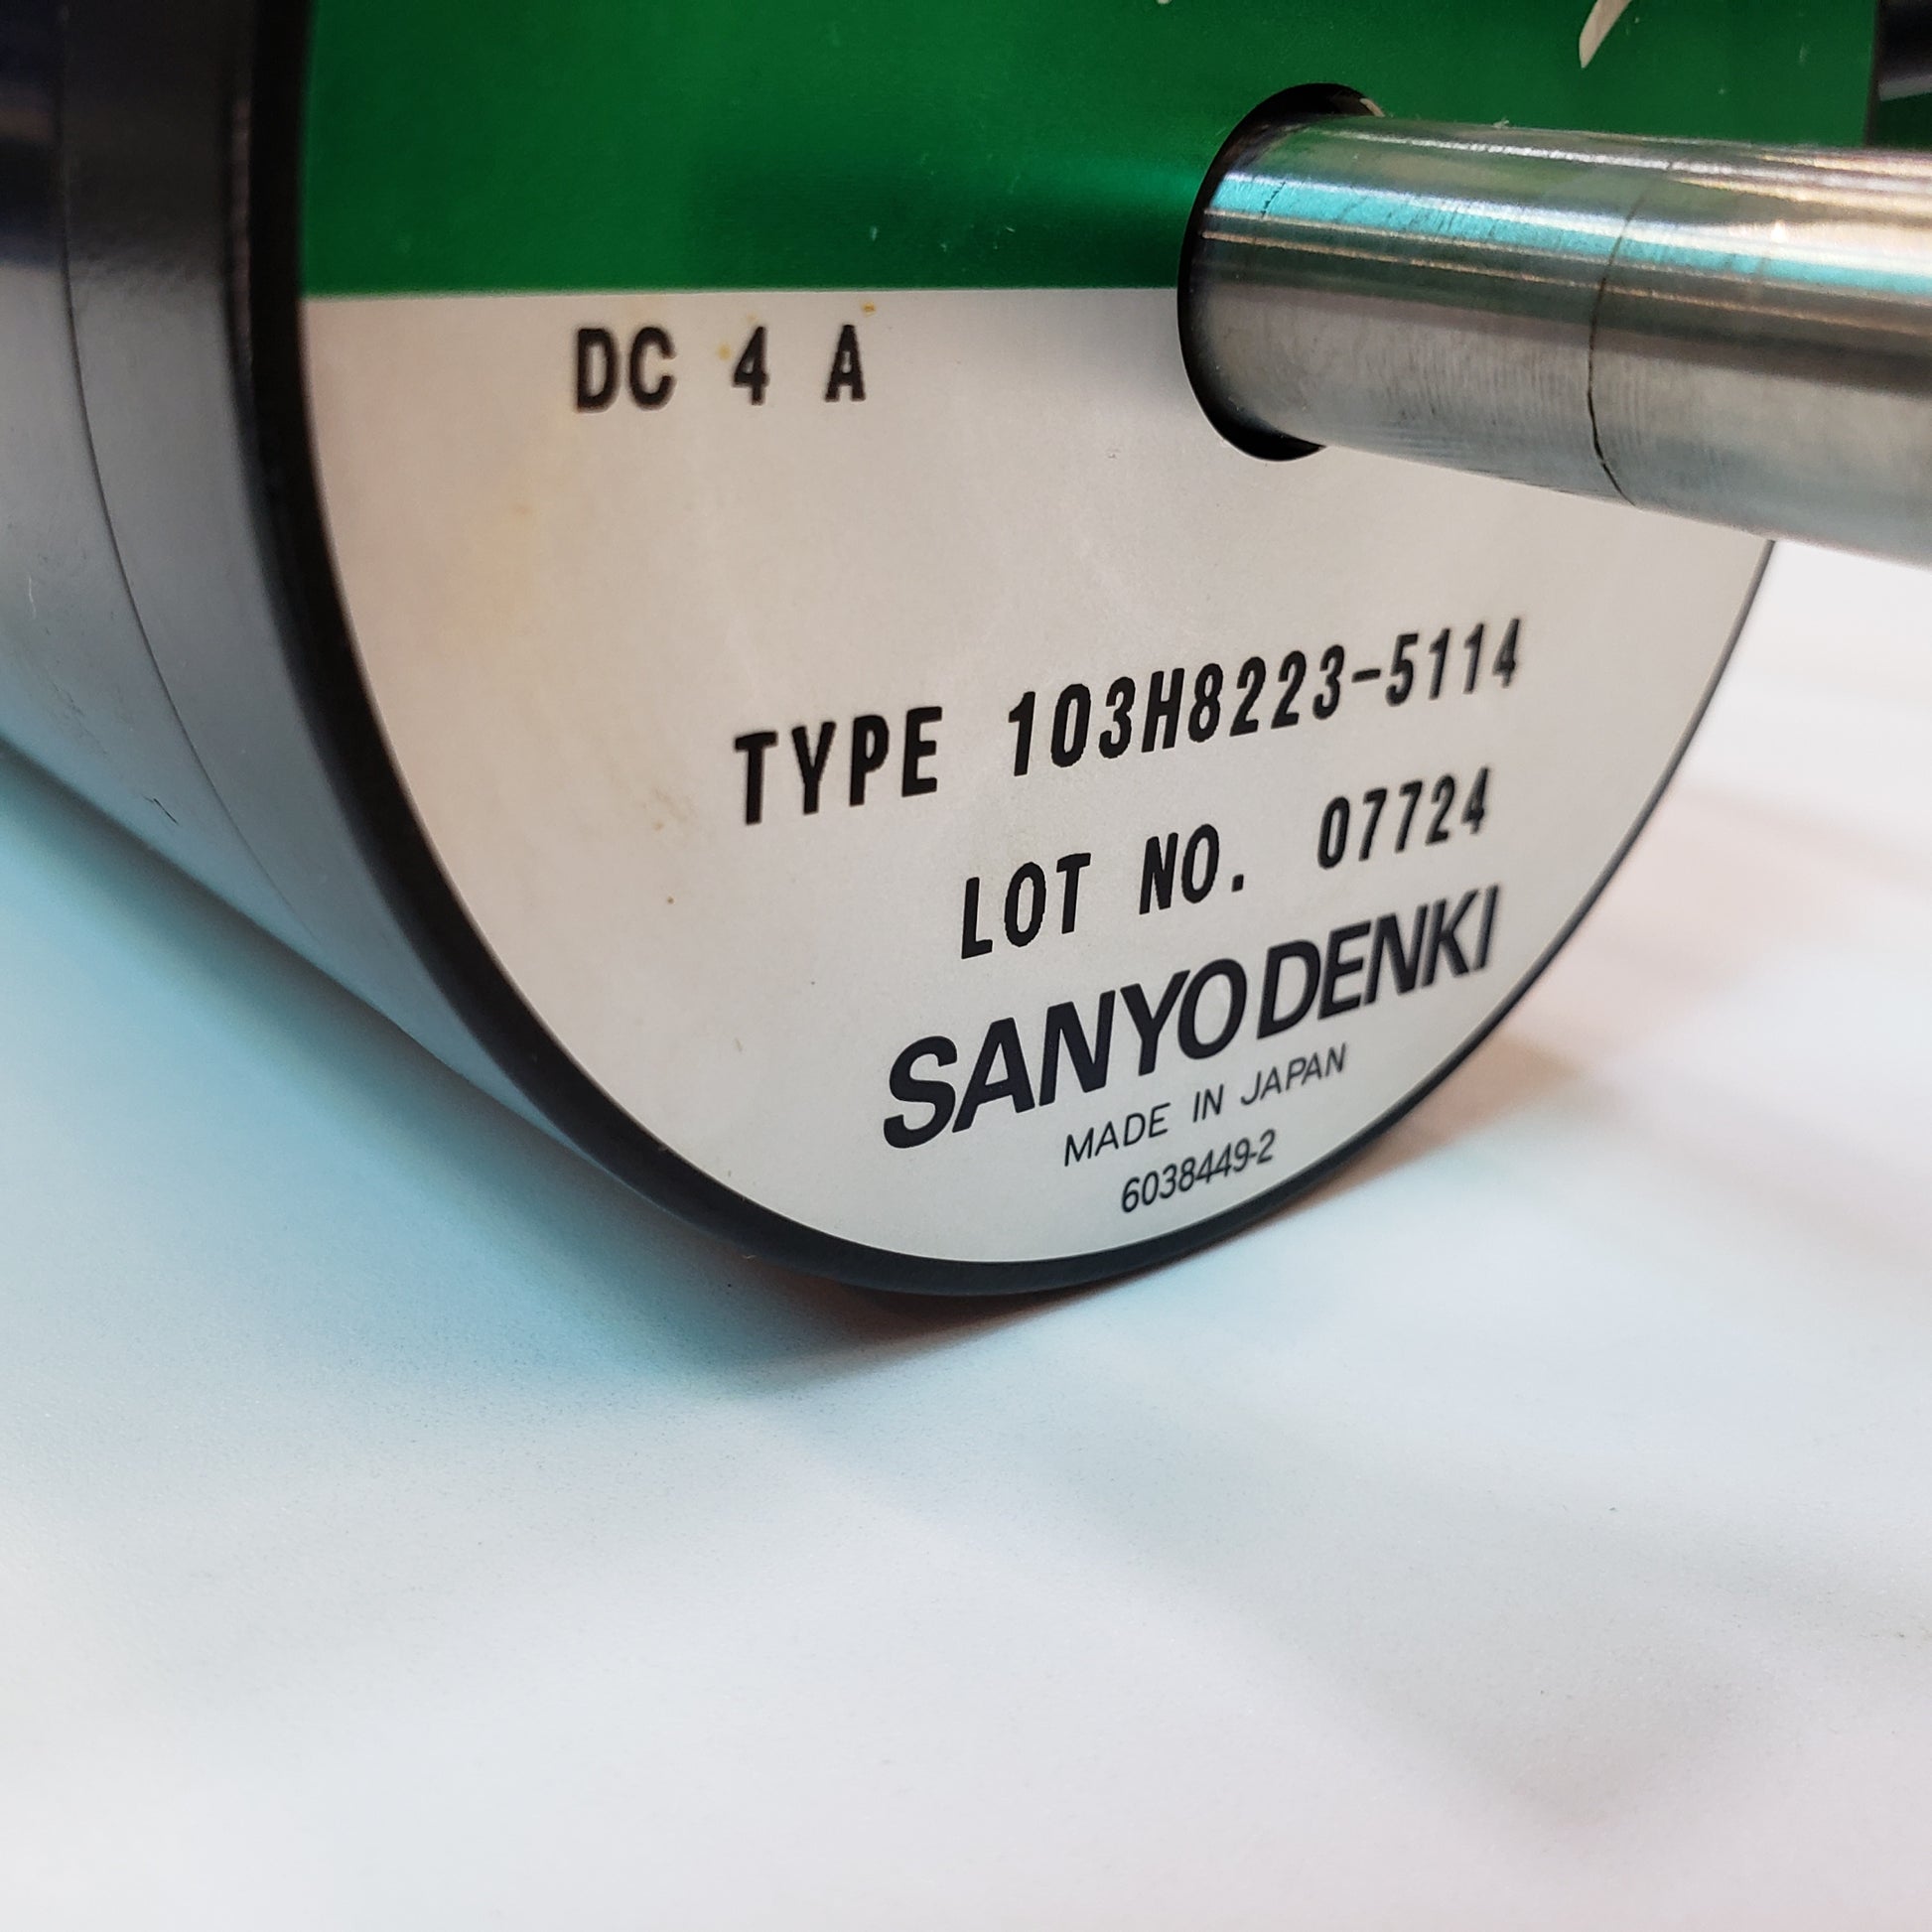 DC 4 A
TYPE 103H8223-5114
LOT NO. 07724
SANYO DENKI
MADE IN JAPAN
6038449-2